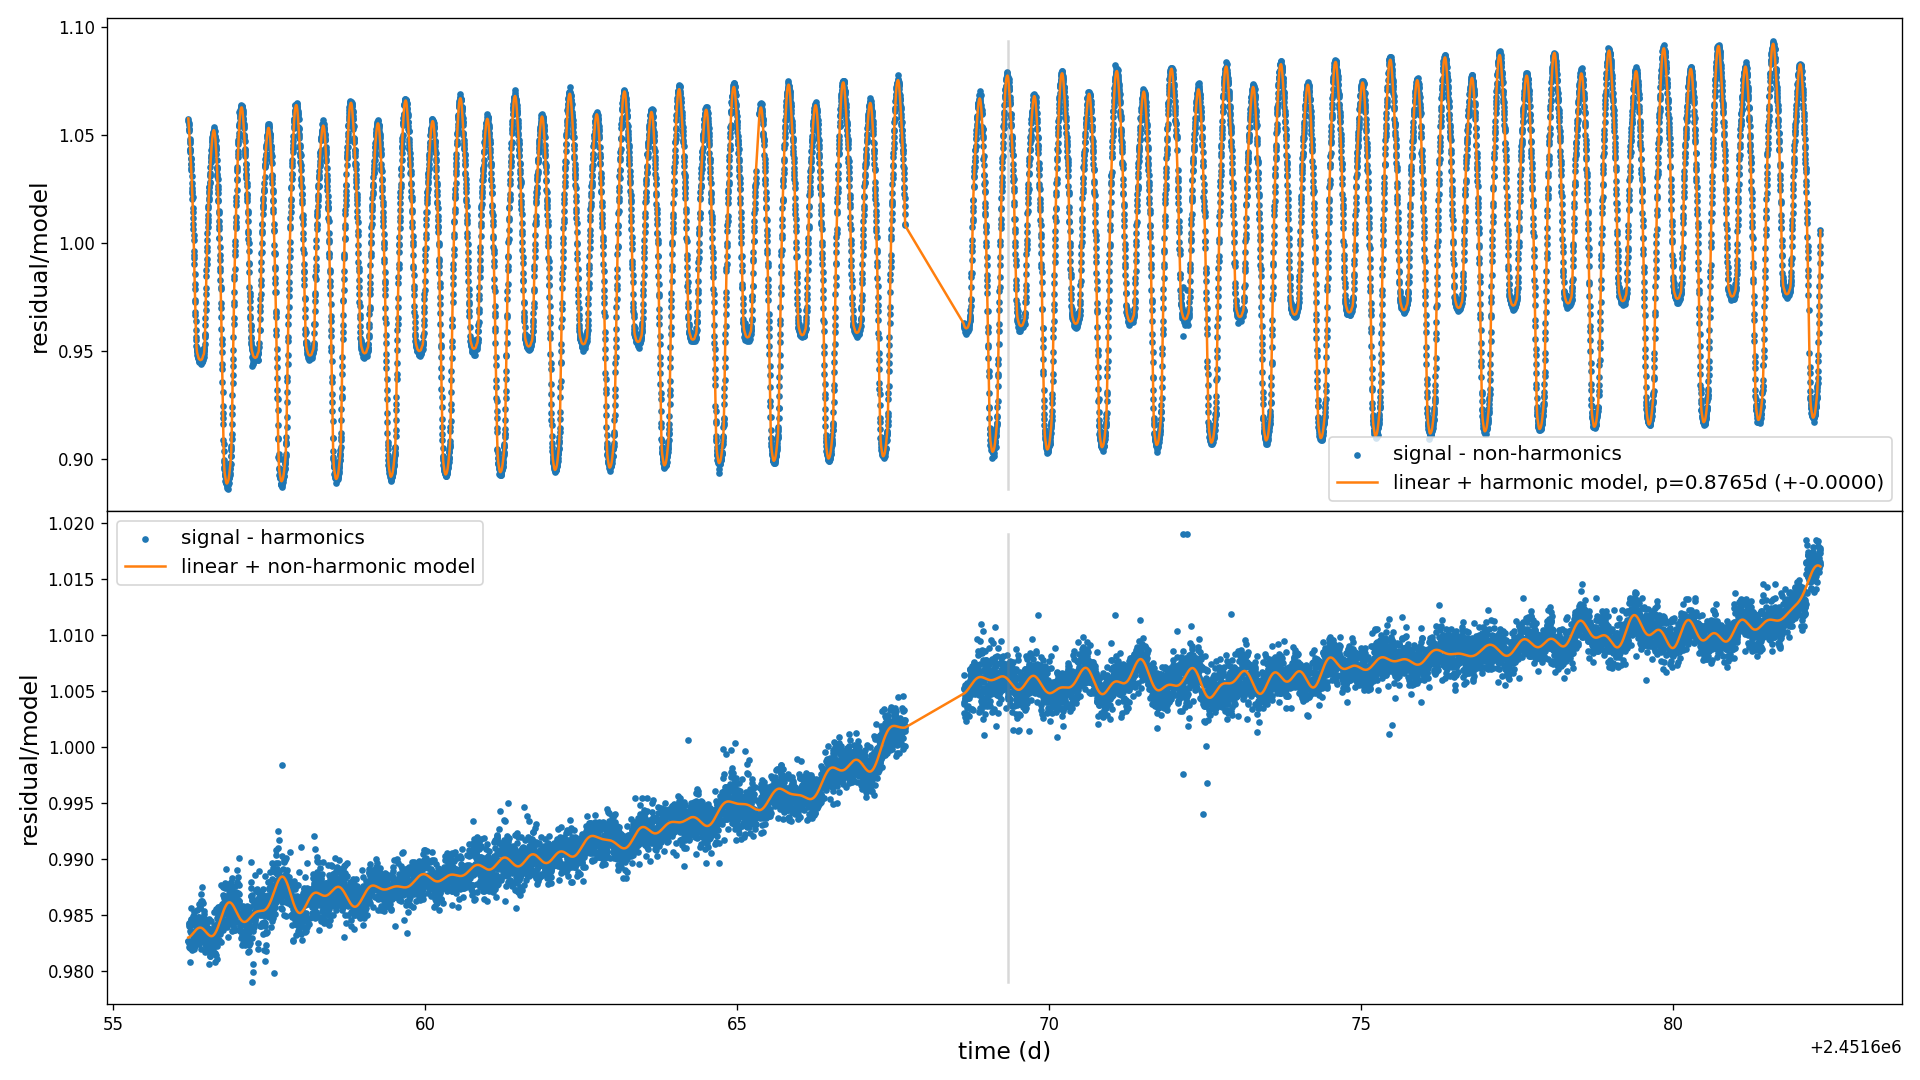 1.10
1.05
1.00
0.95
0.90
residual/model
signal - non-harmonics
linear + harmonic model, p=0.8765d (+-0.0000)
1.020
1.015
1.010
1.005
1.000
0.995
0.990
0.985
0.980
residual/model
signal - harmonics
linear + non-harmonic model
55 60 65 70 75 80
time (d)
+2.4516e6